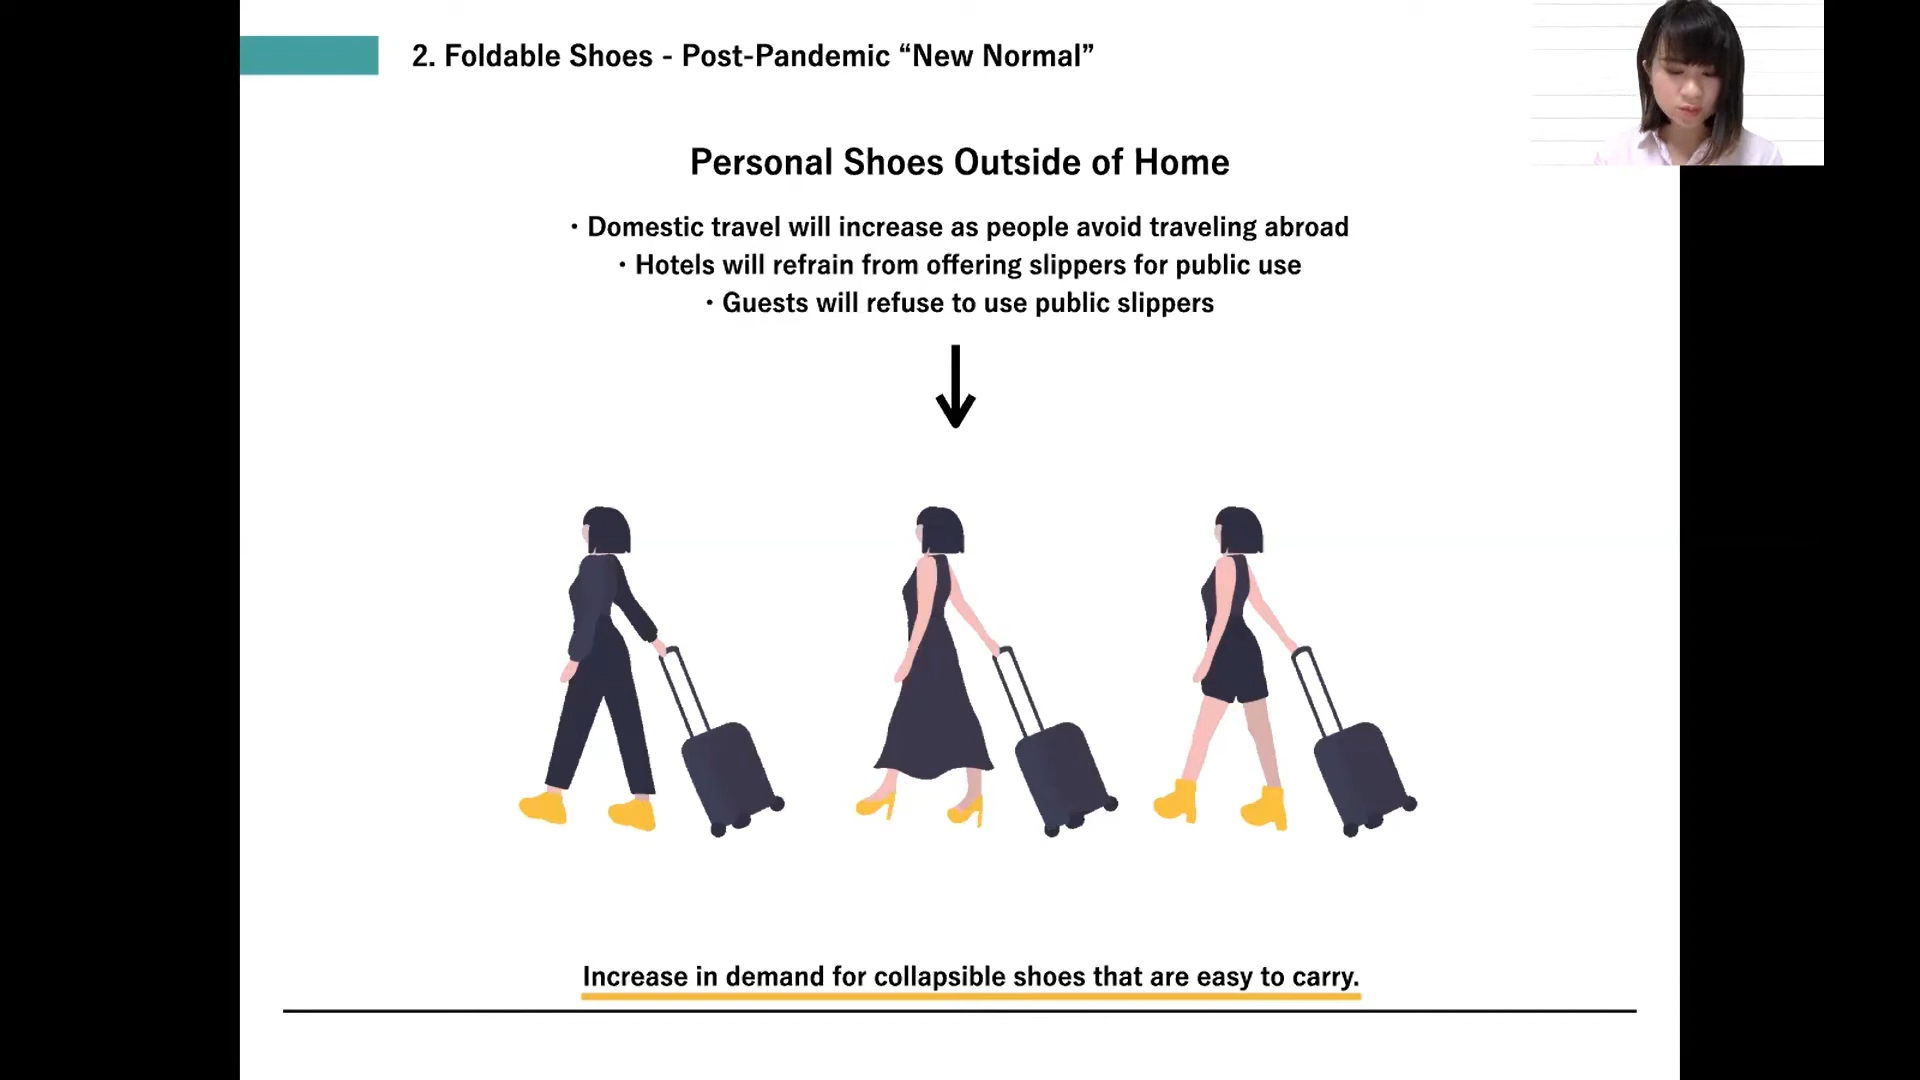 2. Foldable Shoes - Post-Pandemic “New Normal”
Personal Shoes Outside of Home
・Domestic travel will increase as people avoid traveling abroad
・Hotels will refrain from offering slippers for public use
・Guests will refuse to use public slippers
Increase in demand for collapsible shoes that are easy to carry.